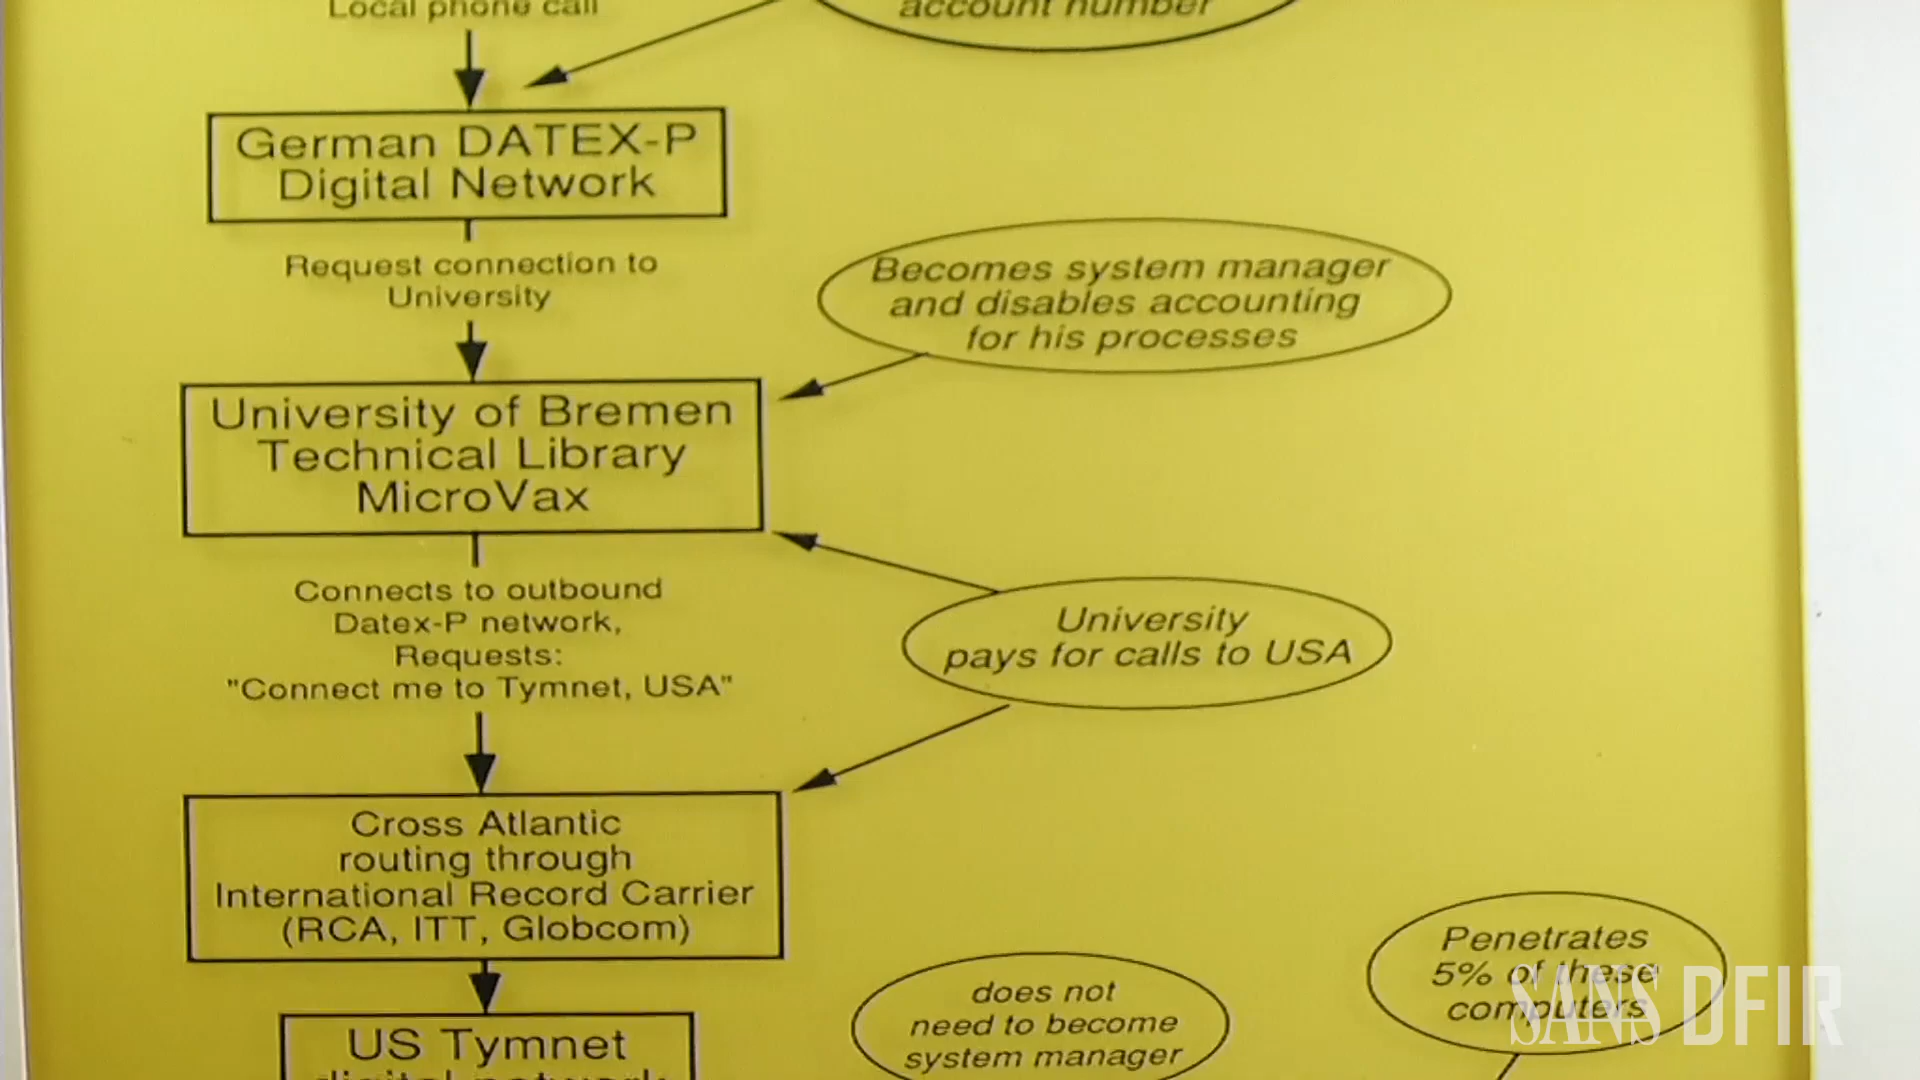 Local phone call
account number
German DATEX-P
Digital Network
Request connection to
University
Becomes system manager
and disables accounting
for his processes
University of Bremen
Technical Library
MicroVax
Connects to outbound
Datex-P network,
Requests:
"Connect me to Tymnet, USA"
University
pays for calls to USA
Cross Atlantic
routing through
International Record Carrier
(RCA, ITT, Globcom)
does not
need to become
system manager
Penetrates
5% of these
computers
US Tymnet
digital network
SANS DFIR